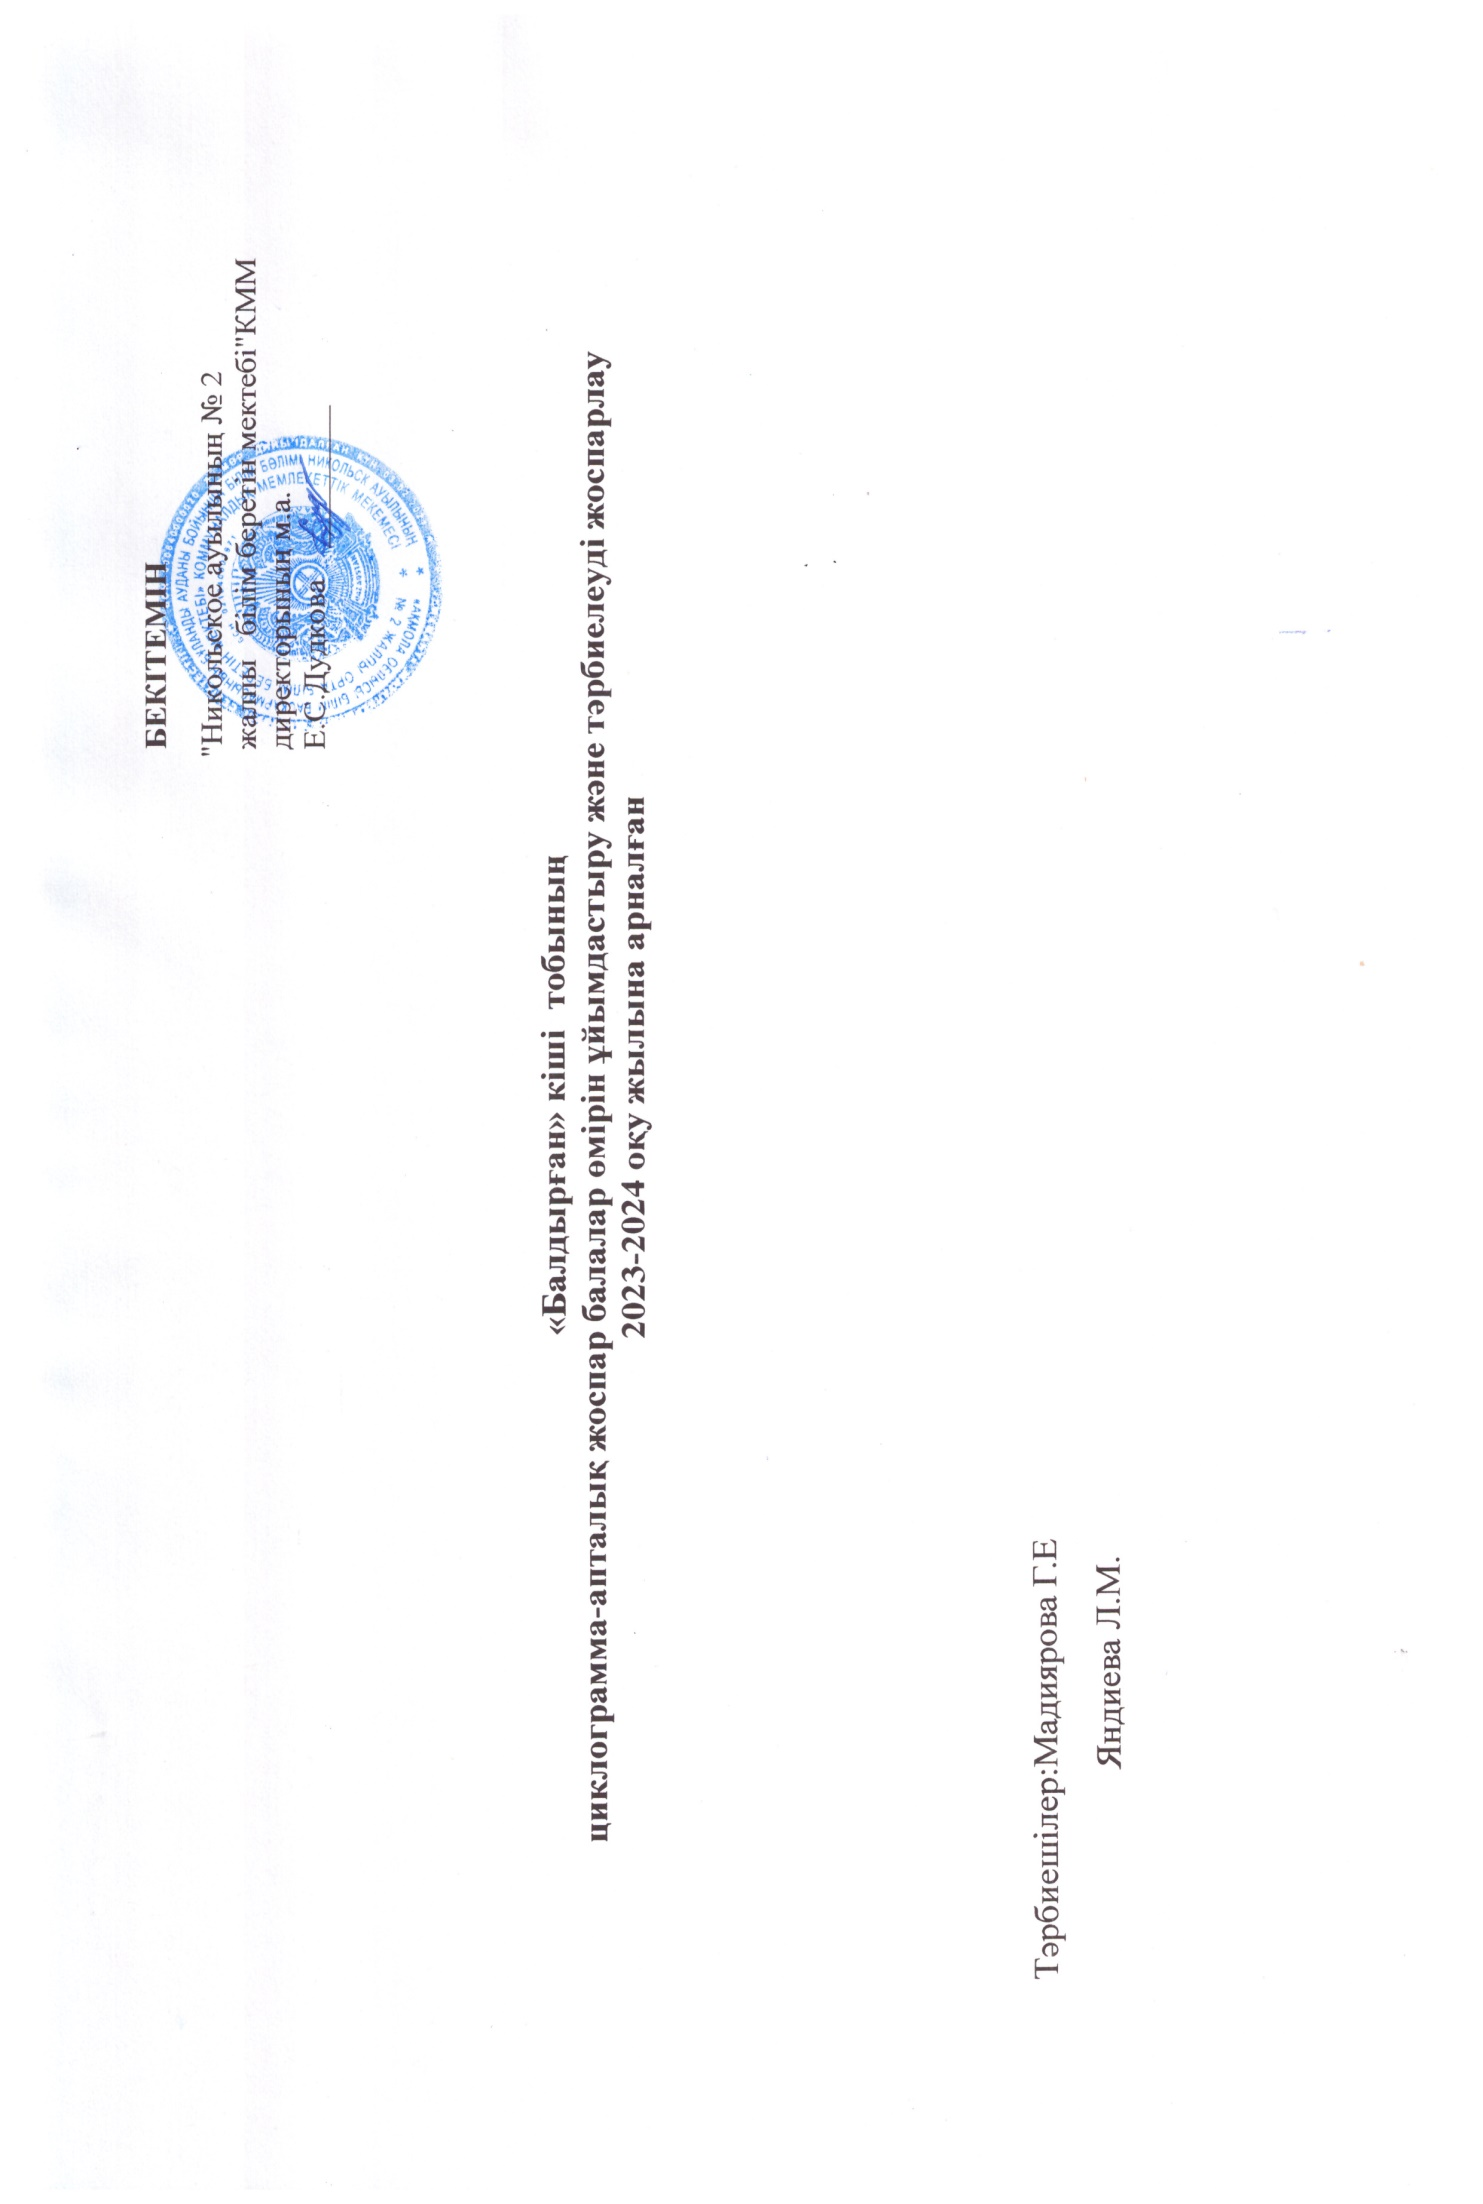 БЕКІТЕМІН
"Никольское ауылының № 2
жалпы білім беретін мектебі"КММ
директорының м.а.
Е.С.Дудкова
«Балдырған» кіші тобының
циклограмма-апталық жоспар балалар өмірін ұйымдастыру және тәрбиелеуді жоспарлау
2023-2024 оқу жылына арналған
Тәрбиешілер:Мадиярова Г.Е
Яндиева Л.М.